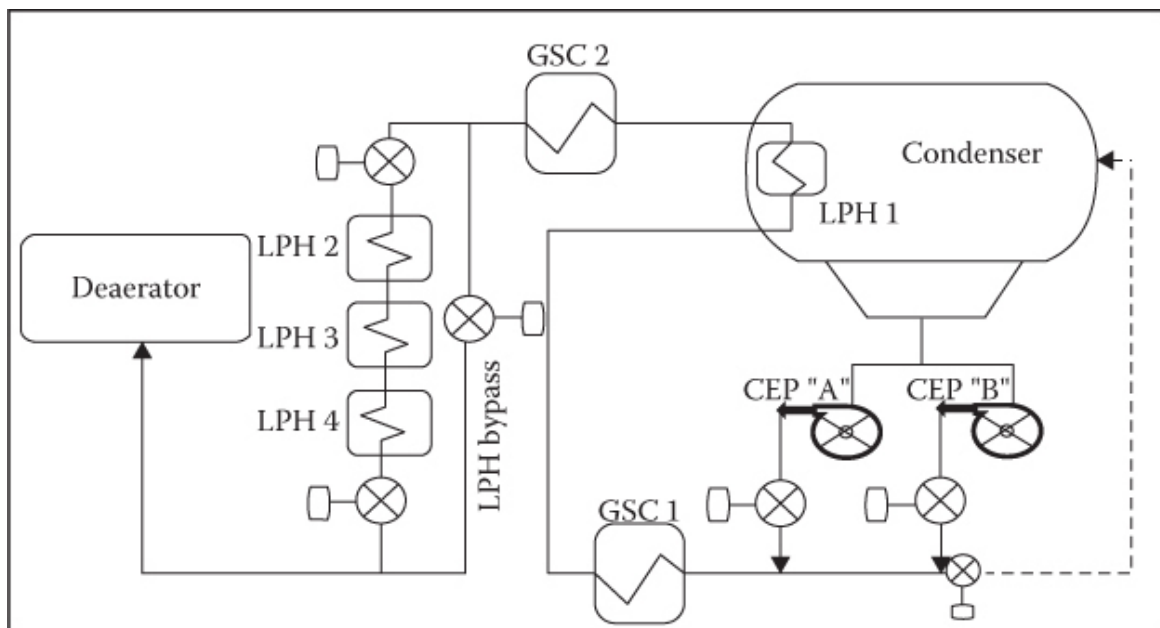 GSC 2
Condenser
LPH 1
LPH 2
Deaerator
LPH 3
LPH 4
LPH bypass
CEP "A"
CEP "B"
GSC 1